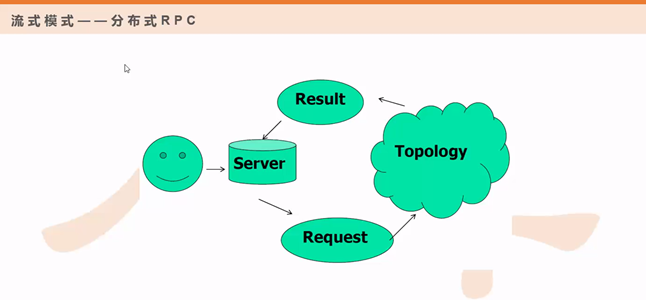 流式模式——分布式RPC
Result
Server
Topology
Request